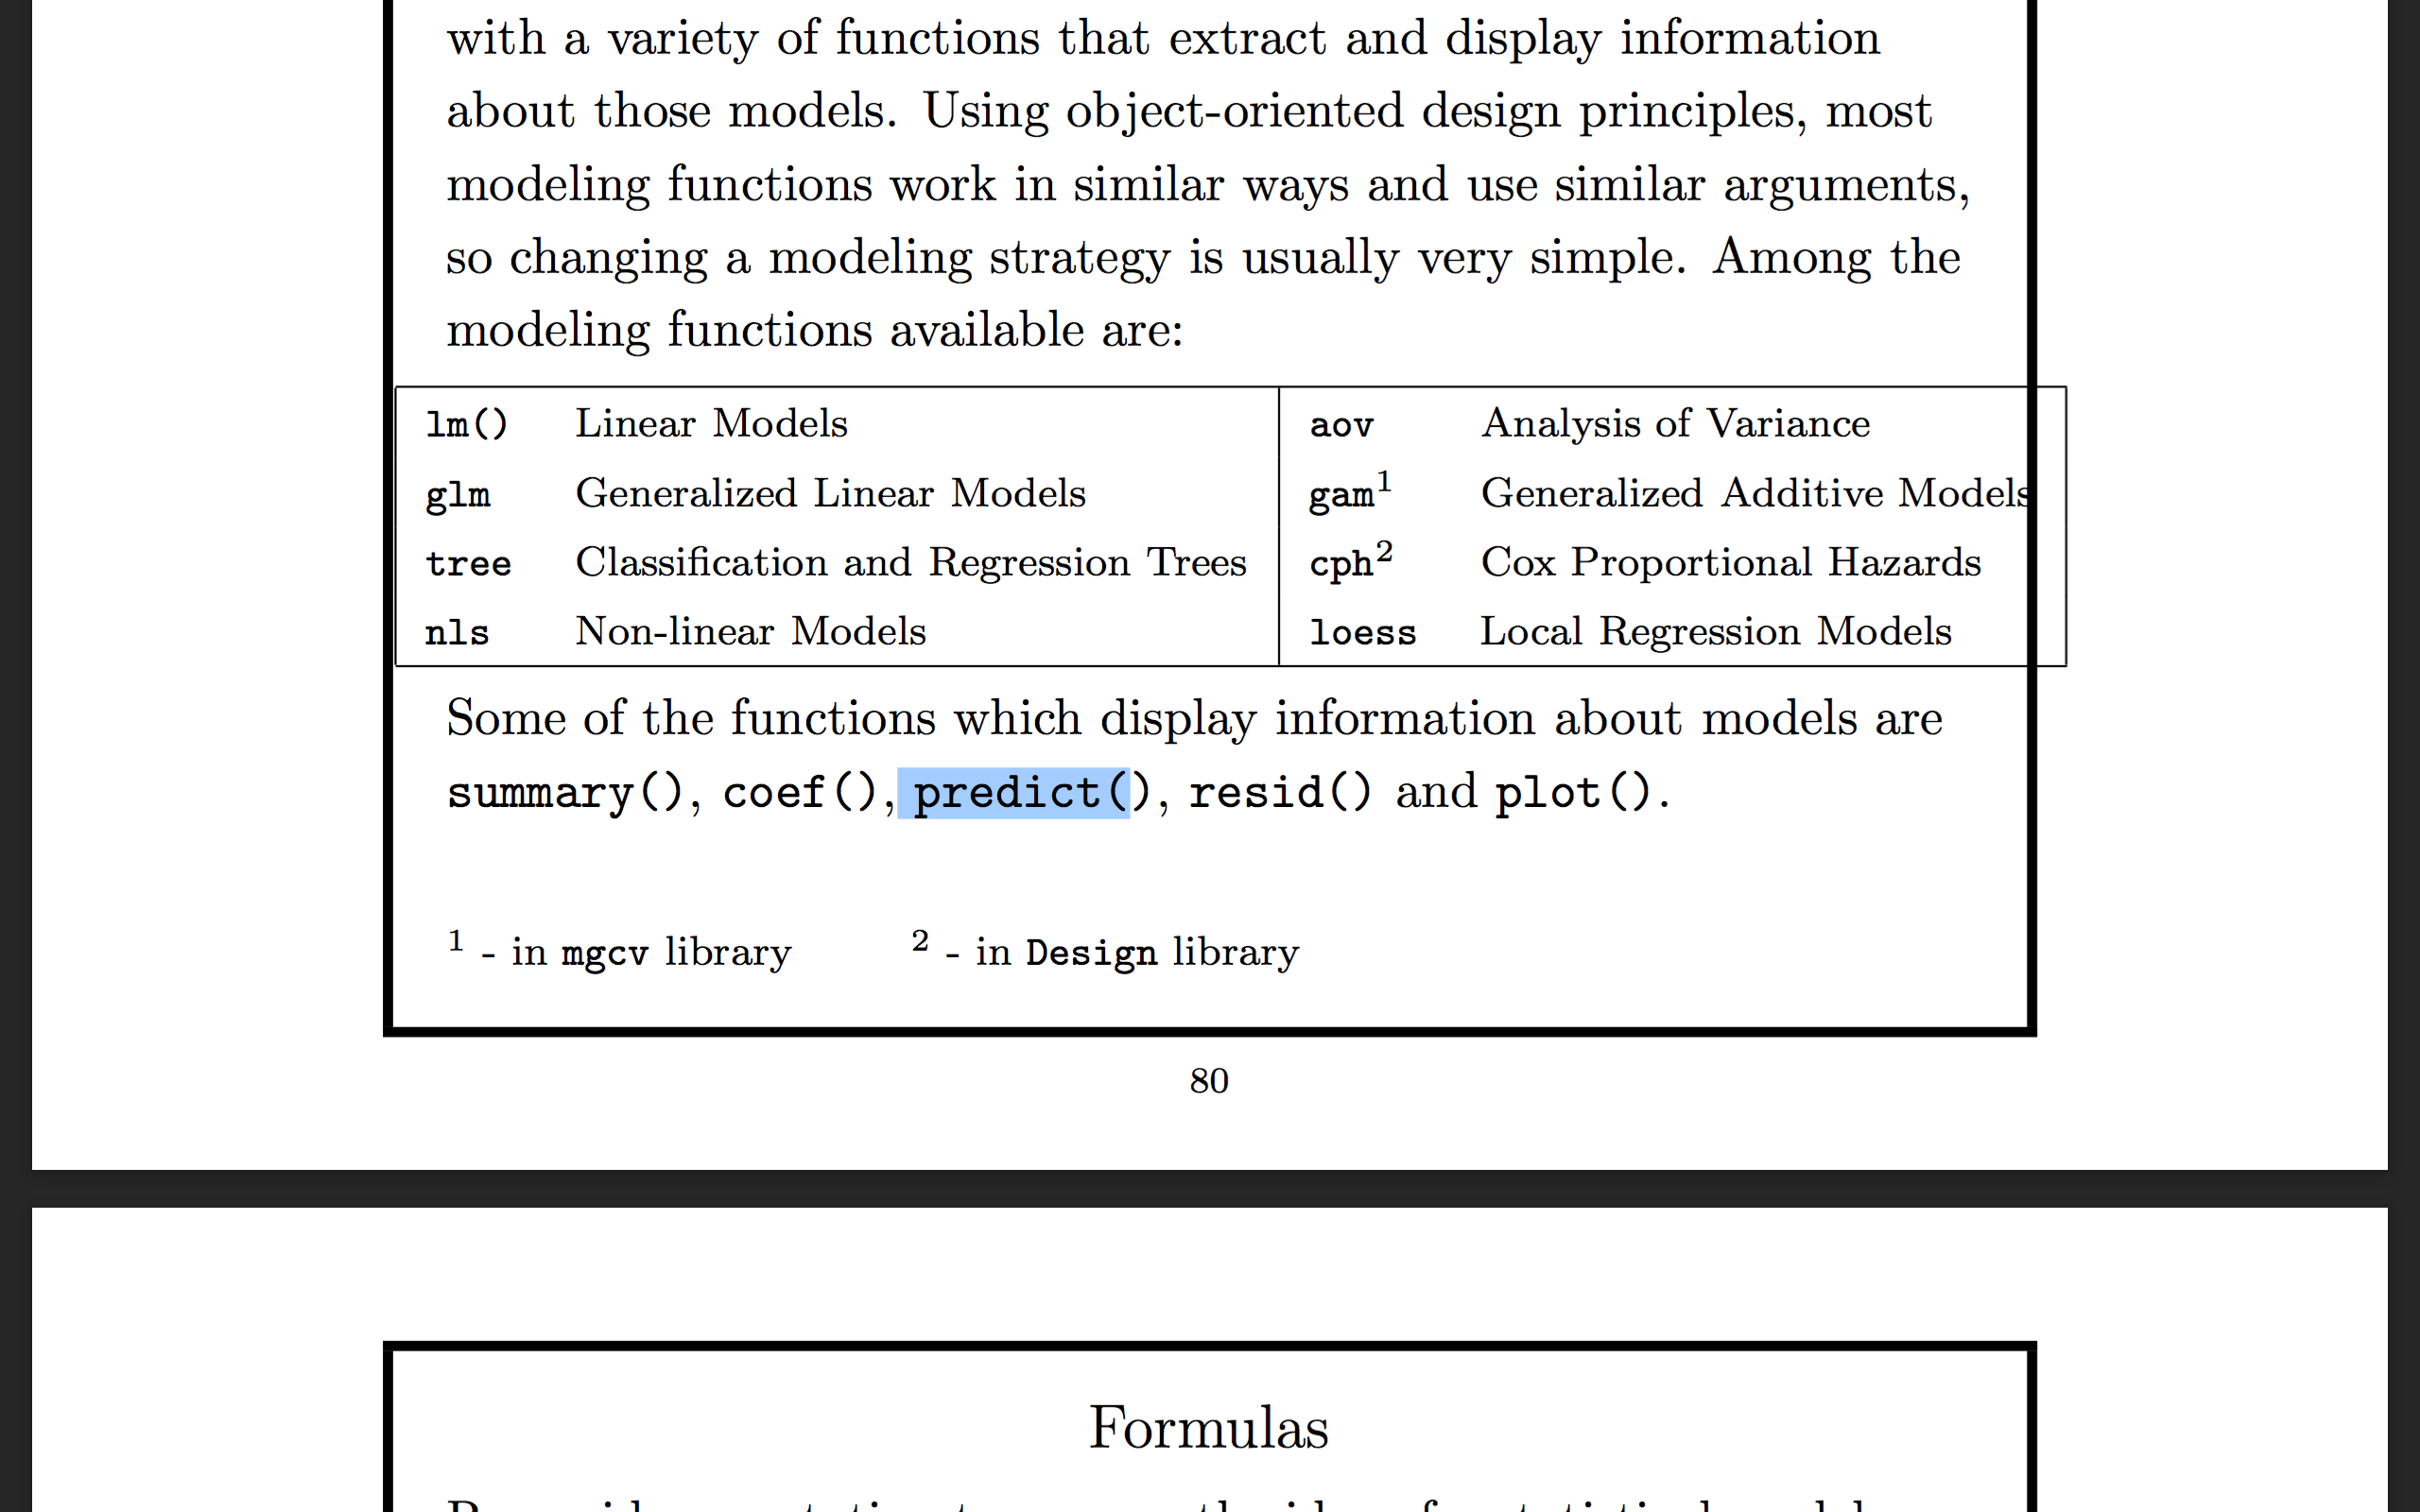 with a variety of functions that extract and display information
about those models. Using object-oriented design principles, most
modeling functions work in similar ways and use similar arguments,
so changing a modeling strategy is usually very simple. Among the
modeling functions available are:
lm() Linear Models aov Analysis of Variance
glm Generalized Linear Models gam¹ Generalized Additive Models
tree Classification and Regression Trees cph² Cox Proportional Hazards
nls Non-linear Models loess Local Regression Models
Some of the functions which display information about models are
summary(), coef(), predict(), resid() and plot().
¹ - in mgcv library ² - in Design library
80
Formulas